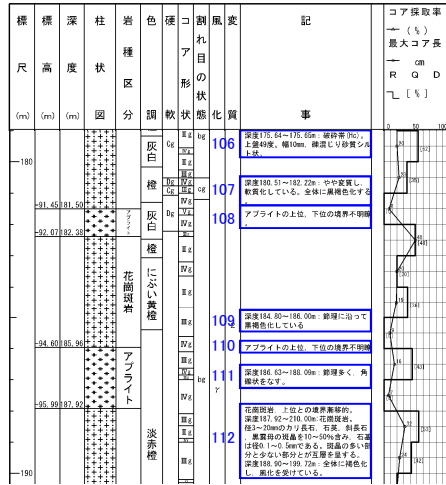 標尺 (m)
標高 (m)
深度 (m)
柱状図
岩種区分
色調
硬軟
コア形状
割れ目の状態
風化
変質
記事
コア採取率
(%)
最大コア長
cm
R Q D
[%]
0 50 100
180
190
-91.45 181.50
-92.07 182.38
-94.60 185.96
-95.99 187.92
アプライト
花崗斑岩
アプライト
灰白
橙
灰白
橙
にぶい黄橙
淡赤橙
Cg
Dg
Cg
Dg
bg
cg
bg
106
深度175.64～175.65m:破砕帯(Hc)。
上盤49度。幅10mm、礫混じり砂質シル
ト状。
107
深度180.51～182.22m:やや変質し、
軟質化している。全体に黒褐色化する
108
アプライトの上位、下位の境界不明瞭
109
深度184.80～186.00m:節理に沿って
黒褐色化している
110
アプライトの上位、下位の境界不明瞭
111
深度186.63～188.09m:節理多く、角
礫状をなす。
112
花崗斑岩、上位との境界漸移的。
深度187.92～210.00m:花崗斑岩。
径3～20mmのカリ長石、石英、斜長石
、黒雲母の斑晶を10～50%含み、石基
は径0.1～0.5mmである。斑晶の多い部
分と少ない部分とが互層を呈する。
深度188.90～199.72m:全体に褐色化
し、風化を受けている。